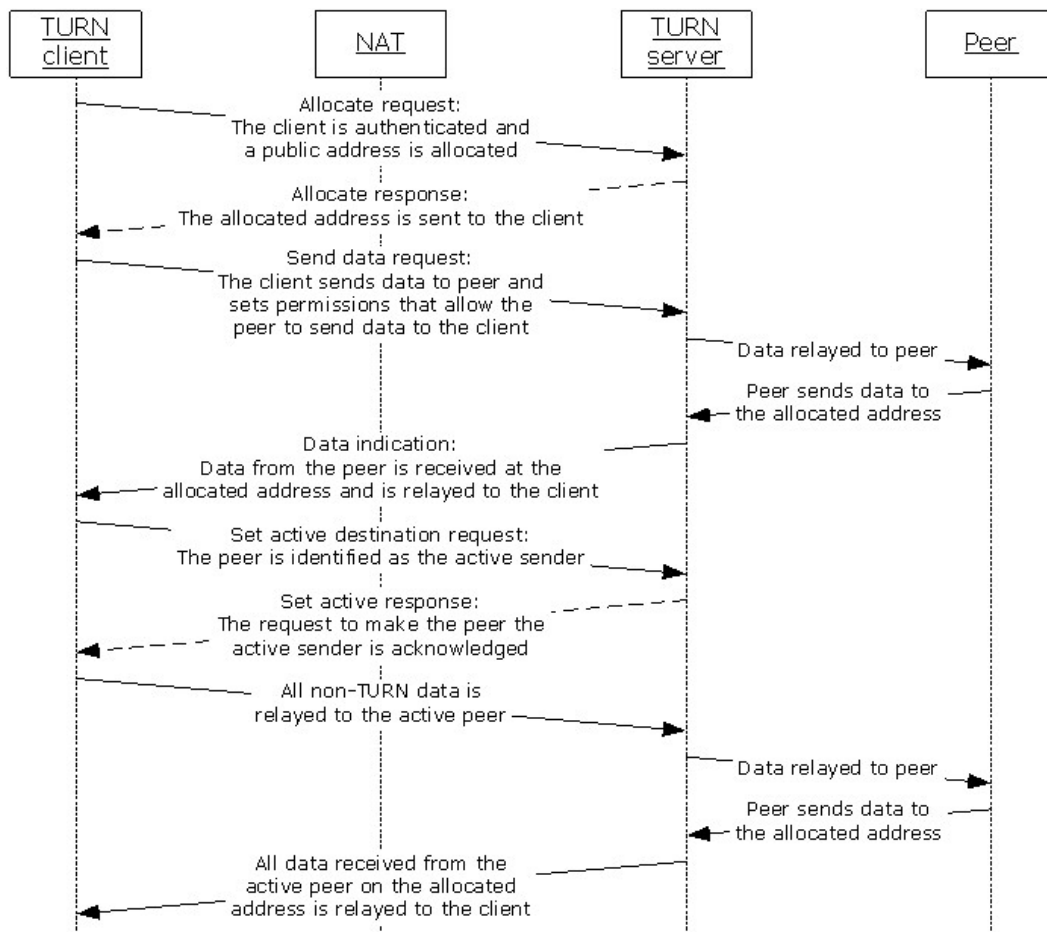 TURN
client
NAT
TURN
server
Peer
Allocate request:
The client is authenticated and
a public address is allocated
Allocate response:
The allocated address is sent to the client
Send data request:
The client sends data to peer and
sets permissions that allow the
peer to send data to the client
Data relayed to peer
Peer sends data to
the allocated address
Data indication:
Data from the peer is received at the
allocated address and is relayed to the client
Set active destination request:
The peer is identified as the active sender
Set active response:
The request to make the peer the
active sender is acknowledged
All non-TURN data is
relayed to the active peer
Data relayed to peer
Peer sends data to
the allocated address
All data received from the
active peer on the allocated
address is relayed to the client